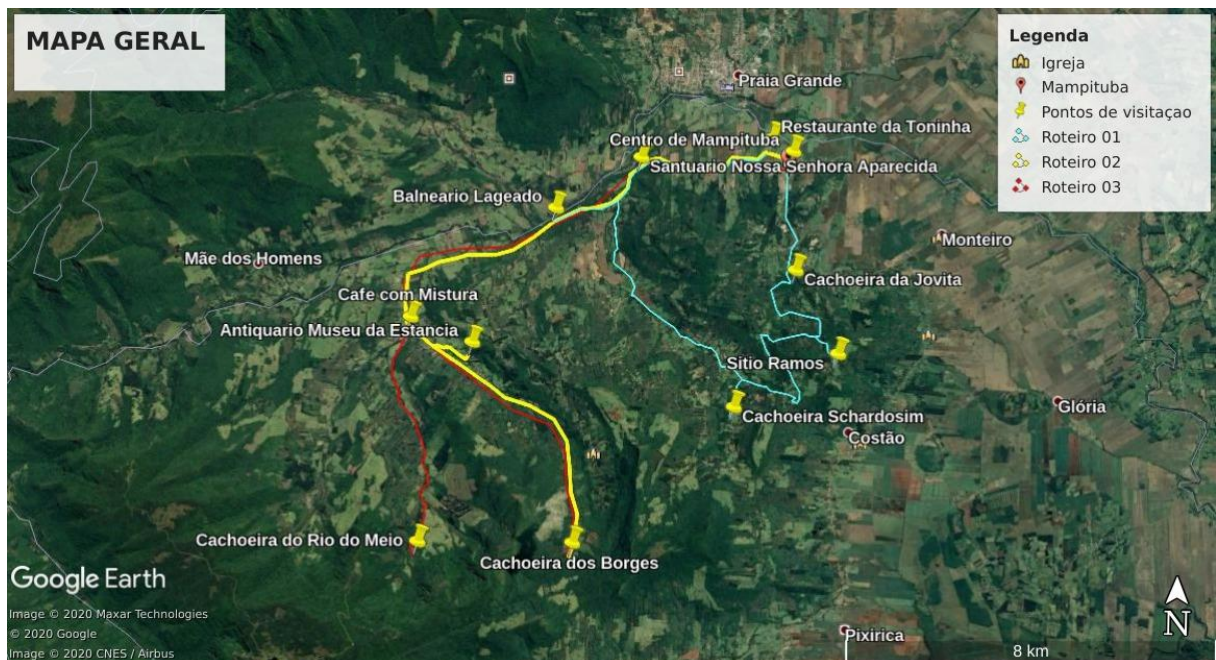 MAPA GERAL
Legenda
Igreja
Mampituba
Pontos de visitaçao
Roteiro 01
Roteiro 02
Roteiro 03
Praia Grande
Restaurante da Toninha
Centro de Mampituba
Santuario Nossa Senhora Aparecida
Balneario Lageado
Monteiro
Mãe dos Homens
Cachoeira da Jovita
Cafe com Mistura
Antiquario Museu da Estancia
Sitio Ramos
Glória
Cachoeira Schardosim
Costão
Cachoeira do Rio do Meio
Cachoeira dos Borges
Google Earth
Image © 2020 Maxar Technologies
© 2020 Google
Image © 2020 CNES / Airbus
Pixirica
N
8 km